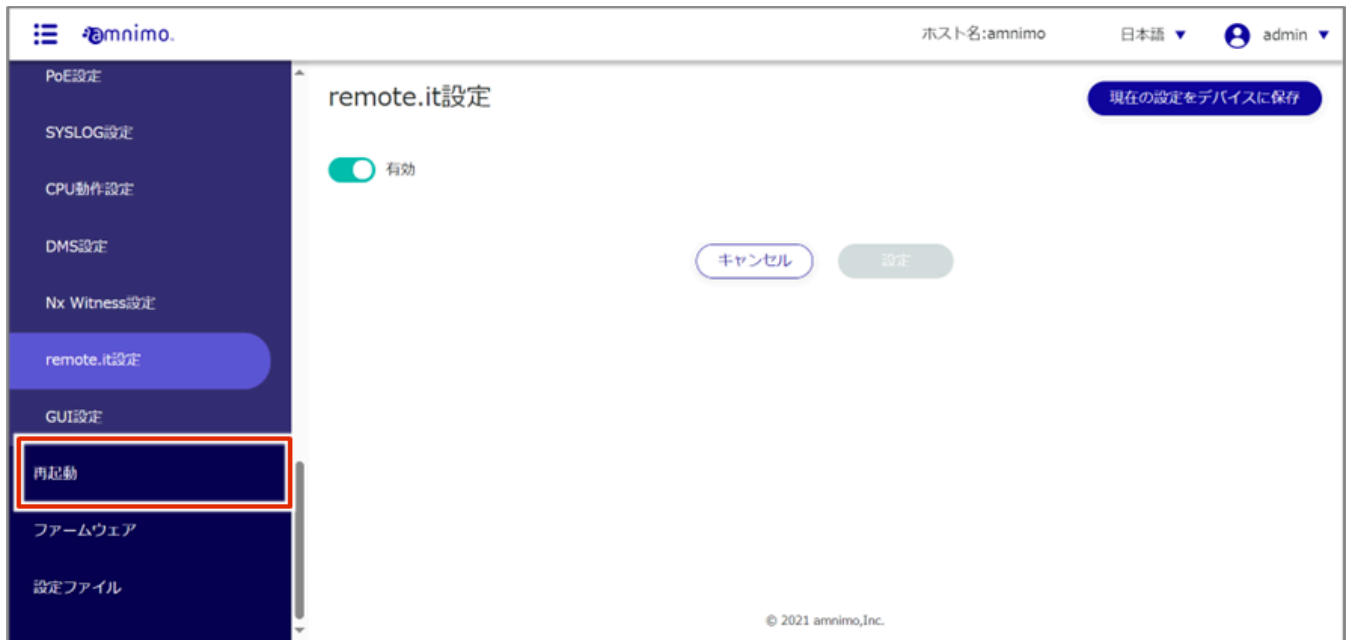 amnimo.
ホスト名:amnimo
日本語 ▼
admin ▼
PoE設定
SYSLOG設定
CPU動作設定
DMS設定
Nx Witness設定
remote.it設定
GUI設定
再起動
ファームウェア
設定ファイル
remote.it設定
現在の設定をデバイスに保存
有効
キャンセル
設定
© 2021 amnimo,Inc.